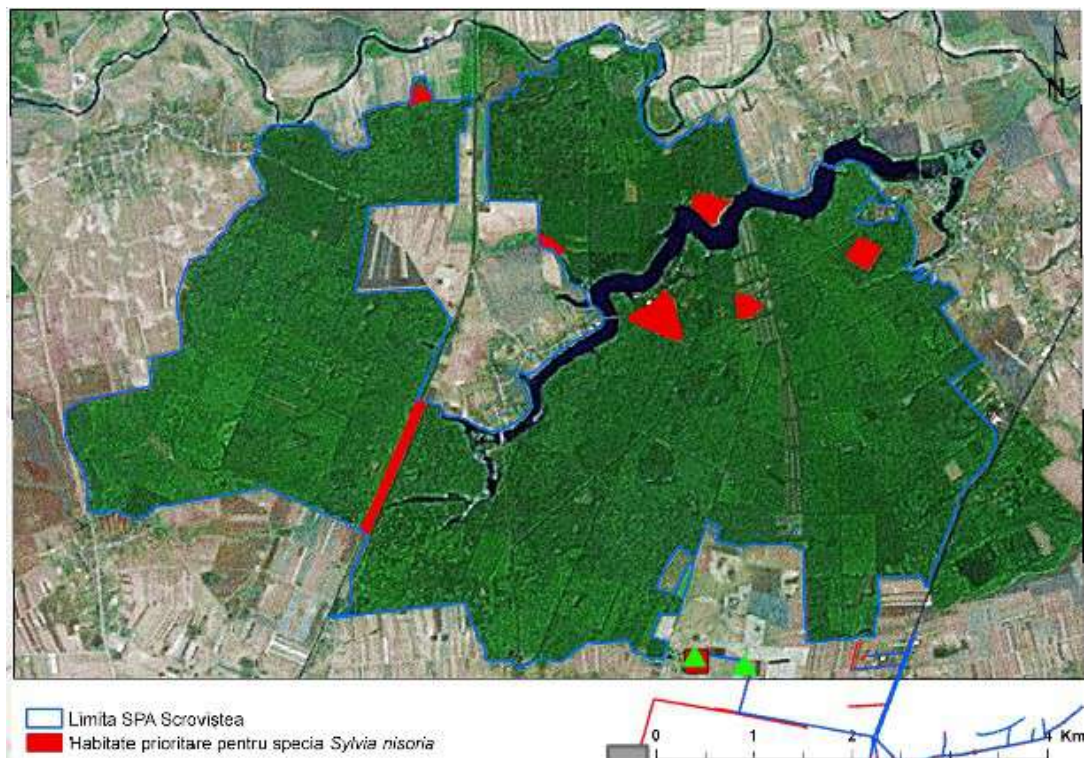 N
Limita SPA Scroviștea
Habitate prioritare pentru specia Sylvia nisoria
0 1 2 4 Km